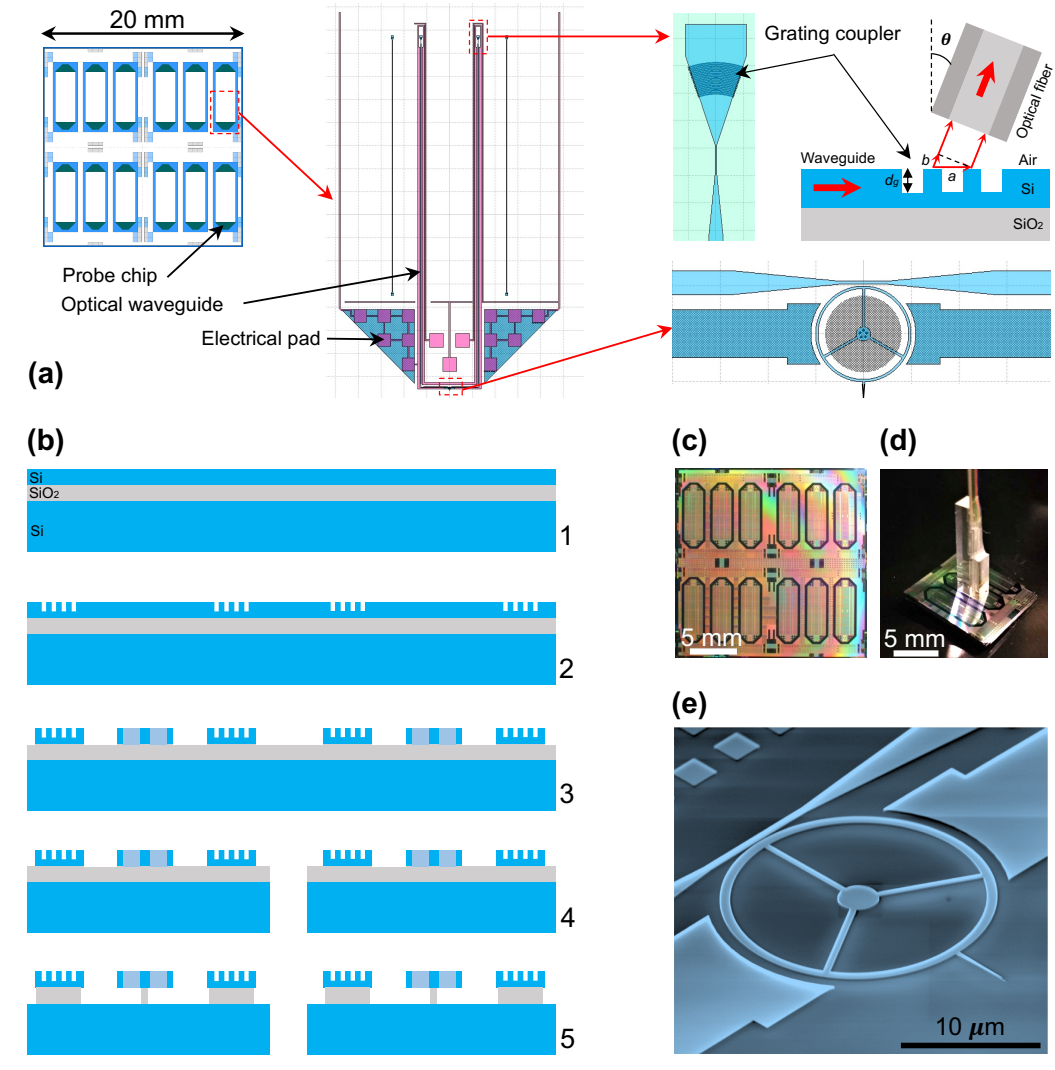 20 mm
Grating coupler
θ
Optical fiber
Waveguide
b
Air
dg
a
Si
SiO2
Probe chip
Optical waveguide
Electrical pad
(a)
(b)
(c)
(d)
Si
SiO2
Si
1
2
5 mm
5 mm
(e)
3
4
5
10 μm